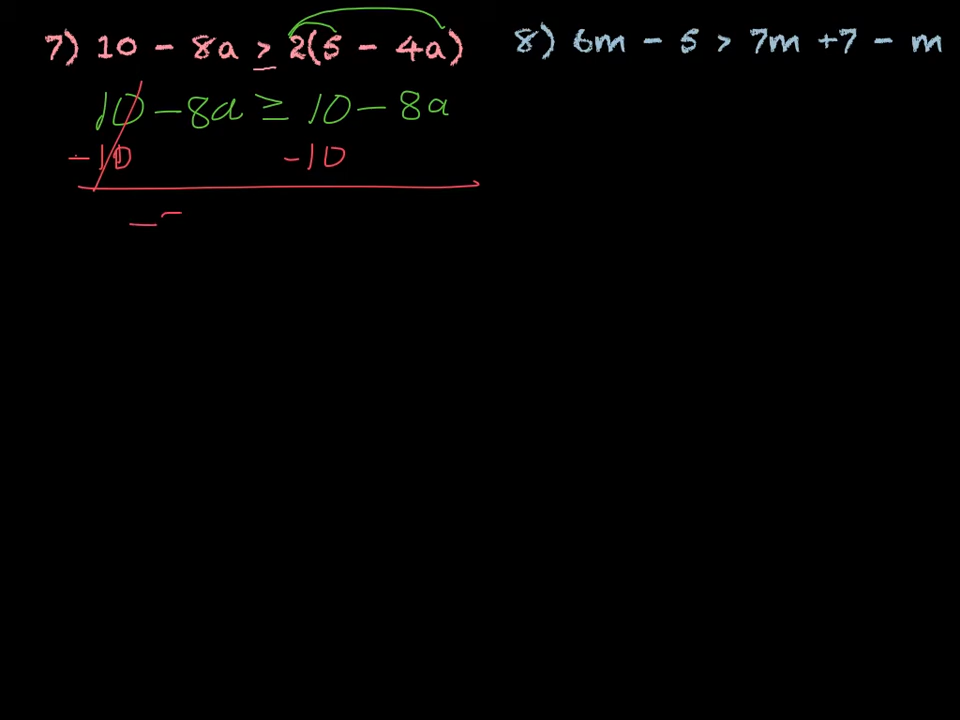 7) 10 - 8a ≥ 2(5 - 4a)
10 - 8a ≥ 10 - 8a
-10 -10
-
8) 6m - 5 > 7m +7 - m